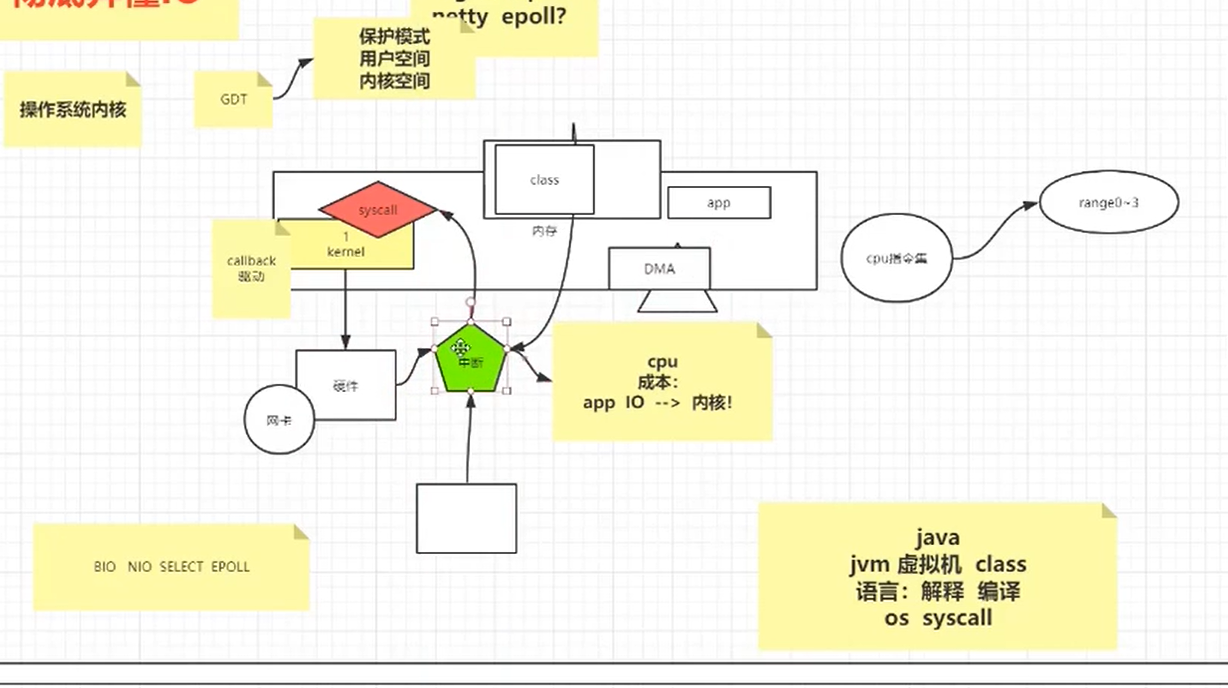 netty epoll?
保护模式
用户空间
内核空间
GDT
操作系统内核
class
syscall
app
range0~3
内存
1
kernel
callback
驱动
DMA
cpu指令集
中断
硬件
网卡
cpu
成本：
app IO --> 内核！
BIO NIO SELECT EPOLL
java
jvm 虚拟机 class
语言：解释 编译
os syscall